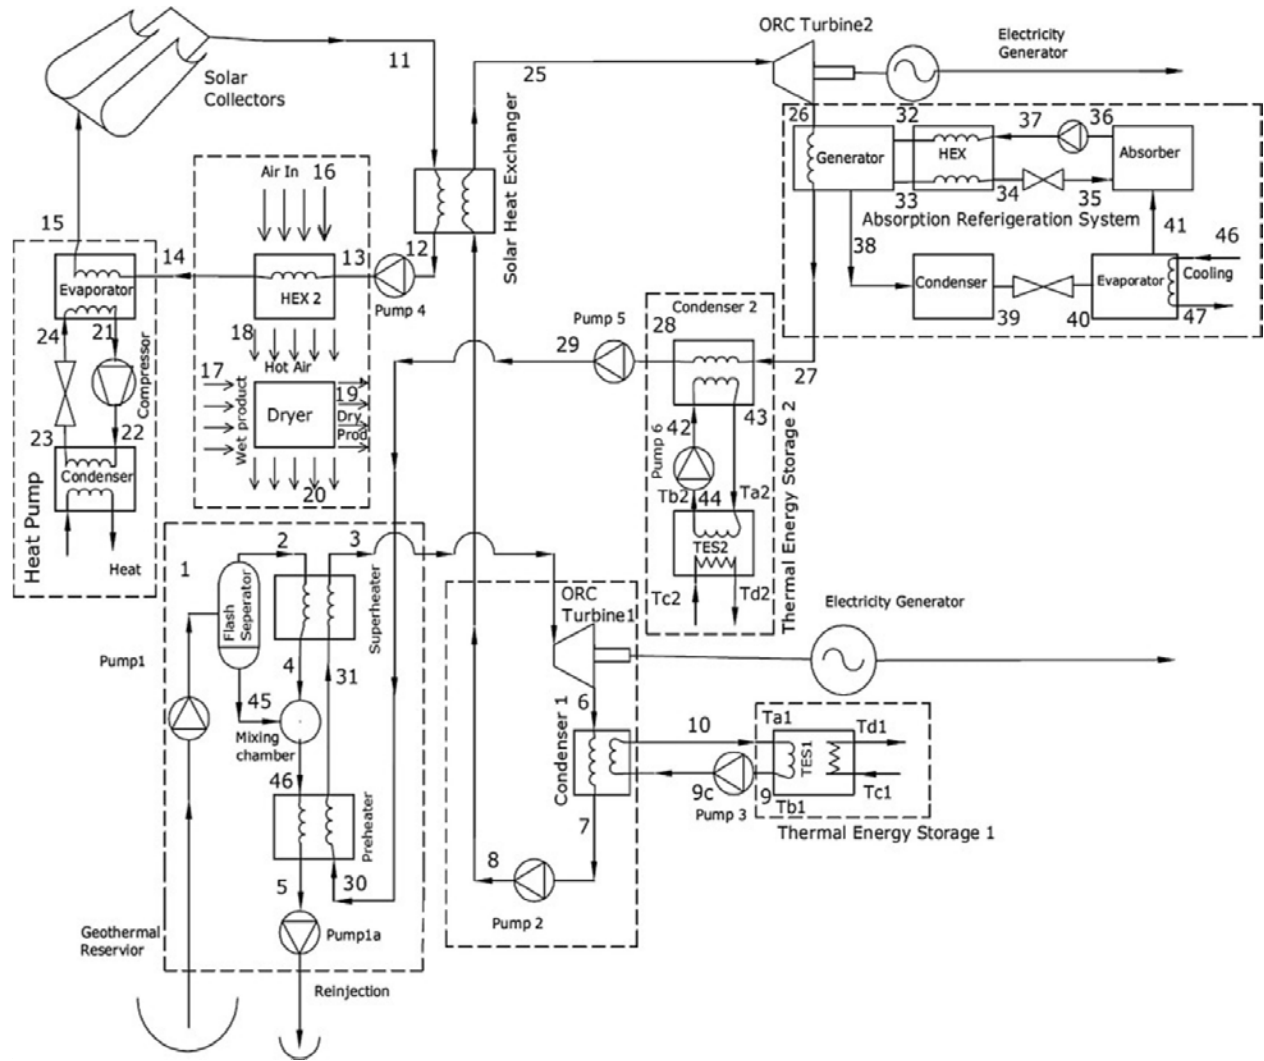 ORC Turbine2
Electricity
Generator
11
25
Solar
Collectors
Solar Heat Exchanger
26
32
37
36
Generator
HEX
Absorber
33
34
35
Absorption Referigeration System
Air In
16
15
14
13
12
Evaporator
HEX 2
Pump 4
38
41
46
Condenser
Evaporator
Cooling
39
40
47
24
21
18
Hot Air
17
Compressor
Wet product
Dryer
19
Dry
Prod
20
23
22
Condenser
Heat Pump
Heat
Pump 5
29
28
Condenser 2
27
43
42
Pump 6
Tb2
44
Ta2
TES2
Tc2
Td2
Thermal Energy Storage 2
1
2
3
Flash
Seperator
Superheater
Pump1
4
31
45
Mixing
chamber
46
Preheater
5
30
Pump1a
Geothermal
Reservior
Reinjection
ORC
Turbine1
Electricity Generator
6
Condenser 1
10
Ta1
Td1
TES1
9c
9
Tb1
Tc1
Pump 3
Thermal Energy Storage 1
7
8
Pump 2